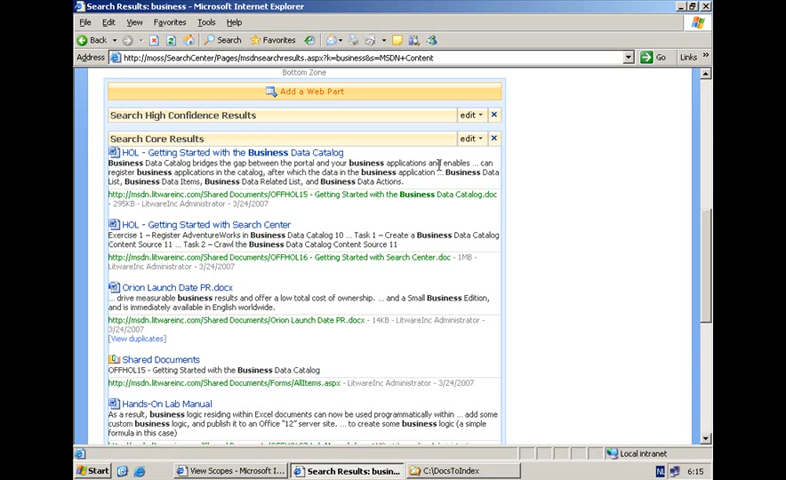 Search Results: business - Microsoft Internet Explorer
File Edit View Favorites Tools Help
Back Search Favorites
Address http://moss/SearchCenter/Pages/msdnsearchresults.aspx?k=business&s=MSDN+Content Go Links »
Bottom Zone
Add a Web Part
Search High Confidence Results edit
Search Core Results edit
HOL - Getting Started with the Business Data Catalog
Business Data Catalog bridges the gap between the portal and your business applications and enables ... can
register business applications in the catalog, after which the data in the business application ... Business Data
List, Business Data Items, Business Data Related List, and Business Data Actions.
http://msdn.litwareinc.com/Shared Documents/OFFHOL15 - Getting Started with the Business Data Catalog.doc
- 295KB - LitwareInc Administrator - 3/24/2007
HOL - Getting Started with Search Center
Exercise 1 – Register AdventureWorks in Business Data Catalog 10 ... Task 1 – Create a Business Data Catalog
Content Source 11 ... Task 2 – Crawl the Business Data Catalog Content Source 11
http://msdn.litwareinc.com/Shared Documents/OFFHOL16 - Getting Started with Search Center.doc - 1MB -
LitwareInc Administrator - 3/24/2007
Orion Launch Date PR.docx
... drive measurable business results and offer a low total cost of ownership. ... and a Small Business Edition,
and is immediately available in English worldwide.
http://msdn.litwareinc.com/Shared Documents/Orion Launch Date PR.docx - 14KB - LitwareInc Administrator -
3/24/2007
[View duplicates]
Shared Documents
OFFHOL15 - Getting Started with the Business Data Catalog
http://msdn.litwareinc.com/Shared Documents/Forms/AllItems.aspx - LitwareInc Administrator - 3/24/2007
Hands-On Lab Manual
As a result, business logic residing within Excel documents can now be used programmatically within ... add some
custom business logic, and publish it to an Office "12" server site. ... to create some business logic (a simple
formula in this case)
Local intranet
Start View Scopes - Microsoft I... Search Results: busin... C:\DocsToIndex NL 6:15